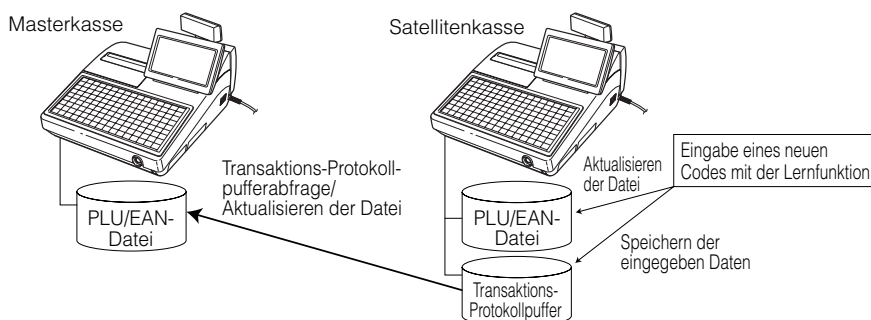 Masterkasse
Satellitenkasse
Transaktions-Protokoll-
pufferabfrage/
Aktualisieren der Datei
PLU/EAN-
Datei
Aktualisieren
der Datei
Eingabe eines neuen
Codes mit der Lernfunktion
PLU/EAN-
Datei
Speichern der
eingegeben Daten
Transaktions-
Protokollpuffer